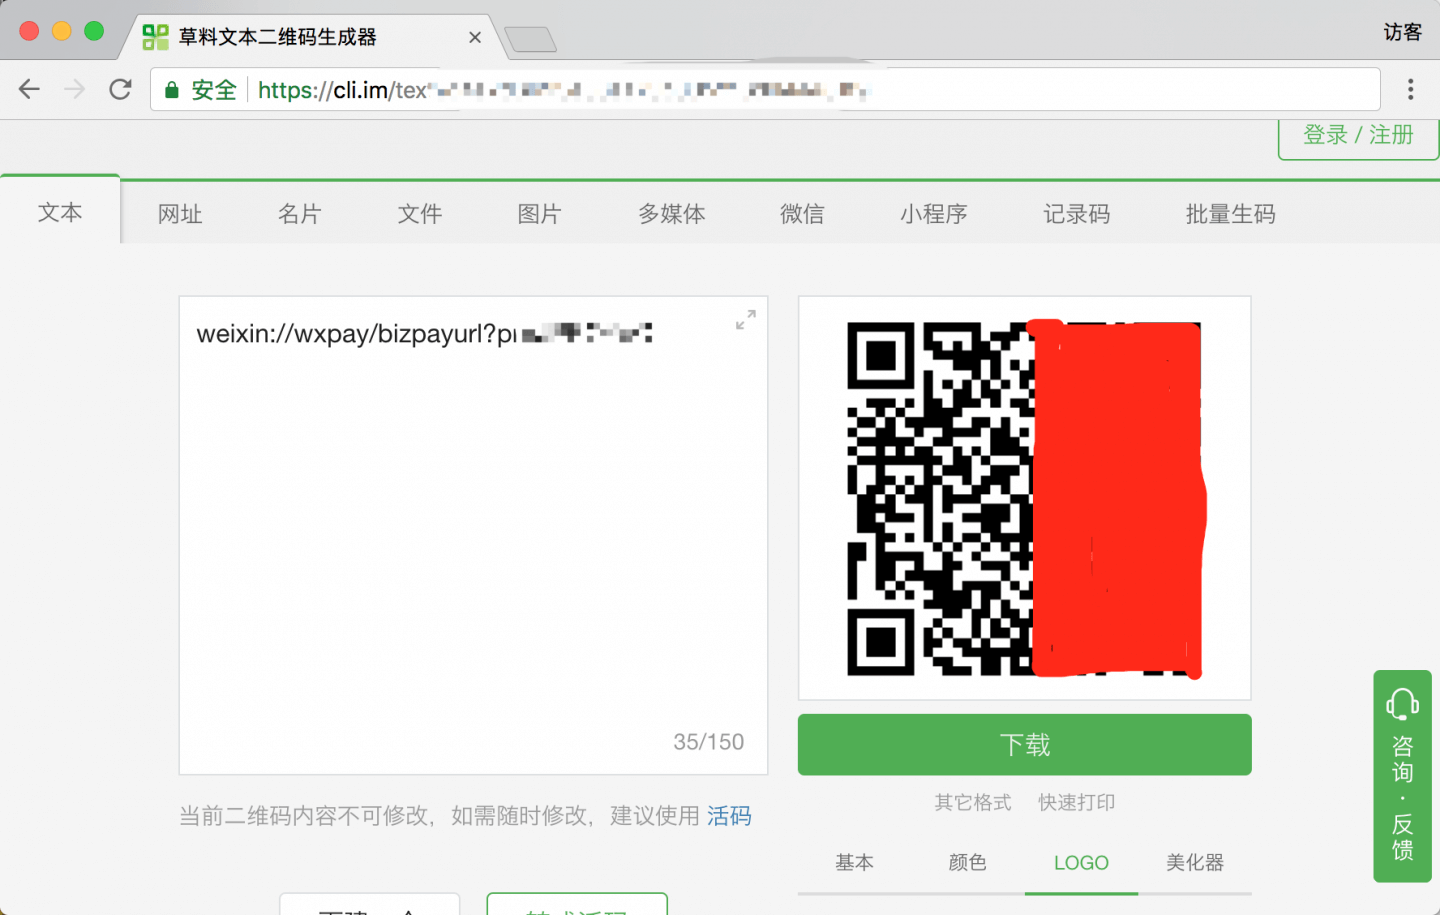 草料文本二维码生成器
访客
安全 https://cli.im/tex
登录 / 注册
文本 网址 名片 文件 图片 多媒体 微信 小程序 记录码 批量生码
weixin://wxpay/bizpayurl?p
35/150
下载
当前二维码内容不可修改，如需随时修改，建议使用 活码
其它格式 快速打印
基本 颜色 LOGO 美化器
咨询·反馈